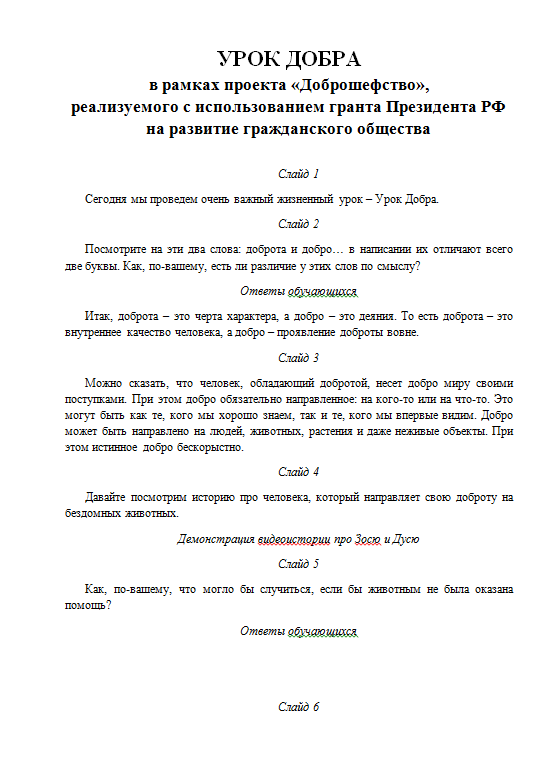 УРОК ДОБРА
в рамках проекта «Доброшефство»,
реализуемого с использованием гранта Президента РФ
на развитие гражданского общества
Слайд 1
Сегодня мы проведем очень важный жизненный урок – Урок Добра.
Слайд 2
Посмотрите на эти два слова: доброта и добро… в написании их отличают всего
две буквы. Как, по-вашему, есть ли различие у этих слов по смыслу?
Ответы обучающихся
Итак, доброта – это черта характера, а добро – это деяния. То есть доброта – это
внутреннее качество человека, а добро – проявление доброты вовне.
Слайд 3
Можно сказать, что человек, обладающий добротой, несет добро миру своими
поступками. При этом добро обязательно направленное: на кого-то или на что-то. Это
могут быть как те, кого мы хорошо знаем, так и те, кого мы впервые видим. Добро
может быть направлено на людей, животных, растения и даже неживые объекты. При
этом истинное добро бескорыстно.
Слайд 4
Давайте посмотрим историю про человека, который направляет свою доброту на
бездомных животных.
Демонстрация видеоистории про Зосю и Дусю
Слайд 5
Как, по-вашему, что могло бы случиться, если бы животным не была оказана
помощь?
Ответы обучающихся
Слайд 6